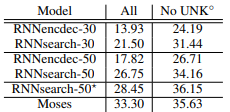 Model All No UNK°
RNNencdec-30 13.93 24.19
RNNsearch-30 21.50 31.44
RNNencdec-50 17.82 26.71
RNNsearch-50 26.75 34.16
RNNsearch-50* 28.45 36.15
Moses 33.30 35.63